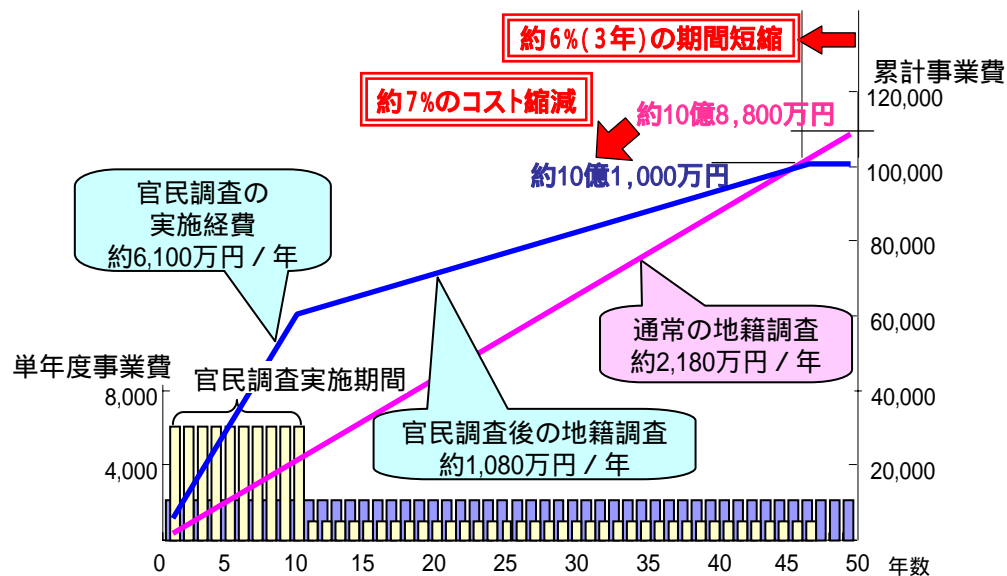 約6%(3年)の期間短縮
累計事業費
約7%のコスト縮減
120,000
約10億8,800万円
約10億1,000万円
100,000
官民調査の
実施経費
約6,100万円/年
80,000
60,000
通常の地籍調査
約2,180万円/年
単年度事業費
官民調査実施期間
8,000
40,000
官民調査後の地籍調査
約1,080万円/年
4,000
20,000
0 5 10 15 20 25 30 35 40 45 50 年数
0